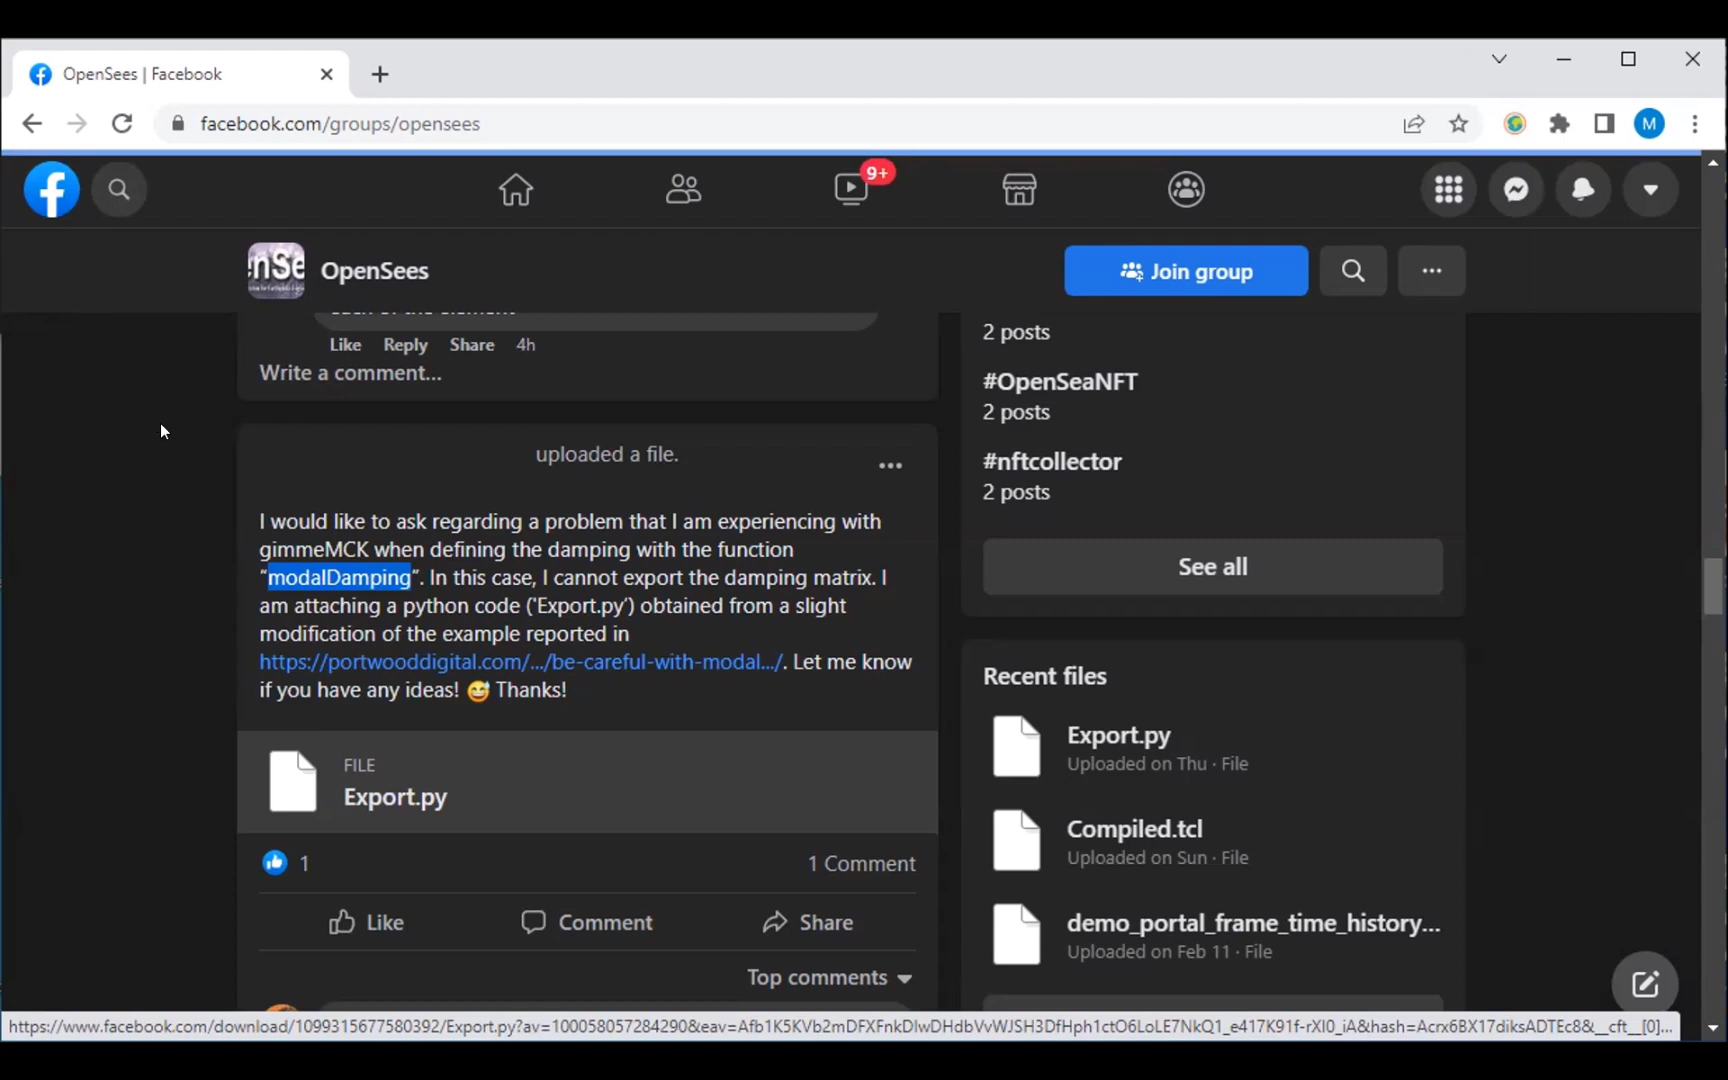 OpenSees | Facebook
facebook.com/groups/opensees
M
9+
OpenSees
Join group
Like Reply Share 4h
Write a comment...
uploaded a file.
I would like to ask regarding a problem that I am experiencing with
gimmeMCK when defining the damping with the function
“modalDamping”. In this case, I cannot export the damping matrix. I
am attaching a python code ('Export.py') obtained from a slight
modification of the example reported in
https://portwooddigital.com/.../be-careful-with-modal.../. Let me know
if you have any ideas! 😅 Thanks!
FILE
Export.py
1
1 Comment
Like
Comment
Share
Top comments
2 posts
#OpenSeaNFT
2 posts
#nftcollector
2 posts
See all
Recent files
Export.py
Uploaded on Thu · File
Compiled.tcl
Uploaded on Sun · File
demo_portal_frame_time_history...
Uploaded on Feb 11 · File